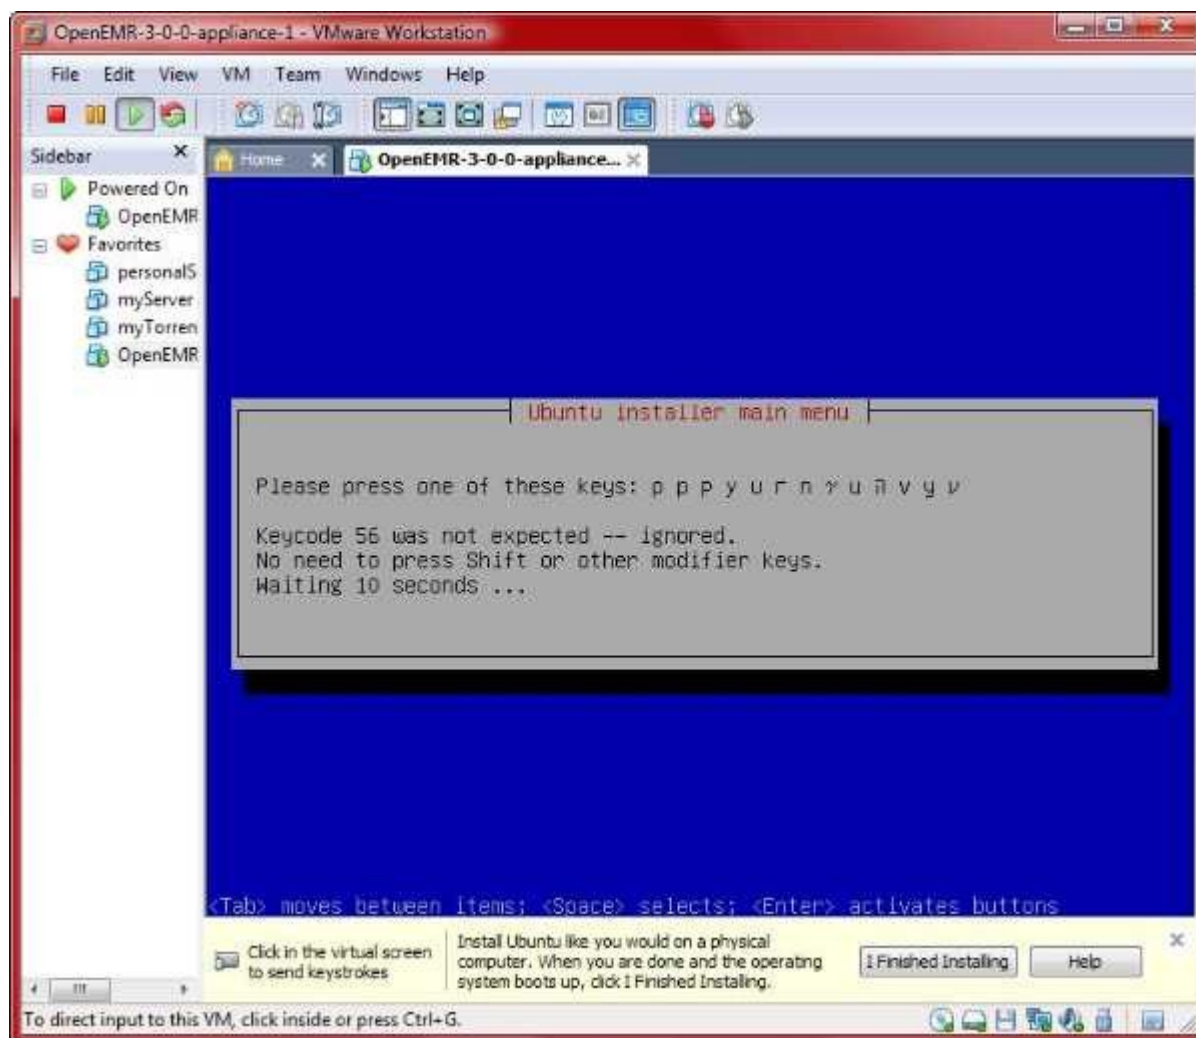 OpenEMR-3-0-0-appliance-1 - VMware Workstation
File Edit View VM Team Windows Help
Sidebar
Home
OpenEMR-3-0-0-appliance...
Powered On
OpenEMR
Favorites
personalS
myServer
myTorren
OpenEMR
Ubuntu installer main menu
Please press one of these keys: p p p y u r n
Keycode 56 was not expected -- ignored.
No need to press Shift or other modifier keys.
Waiting 10 seconds ...
<Tab> moves between items; <Space> selects; <Enter> activates buttons
Click in the virtual screen
to send keystrokes
Install Ubuntu like you would on a physical
computer. When you are done and the operating
system boots up, click I Finished Installing.
I Finished Installing
Help
To direct input to this VM, click inside or press Ctrl+G.